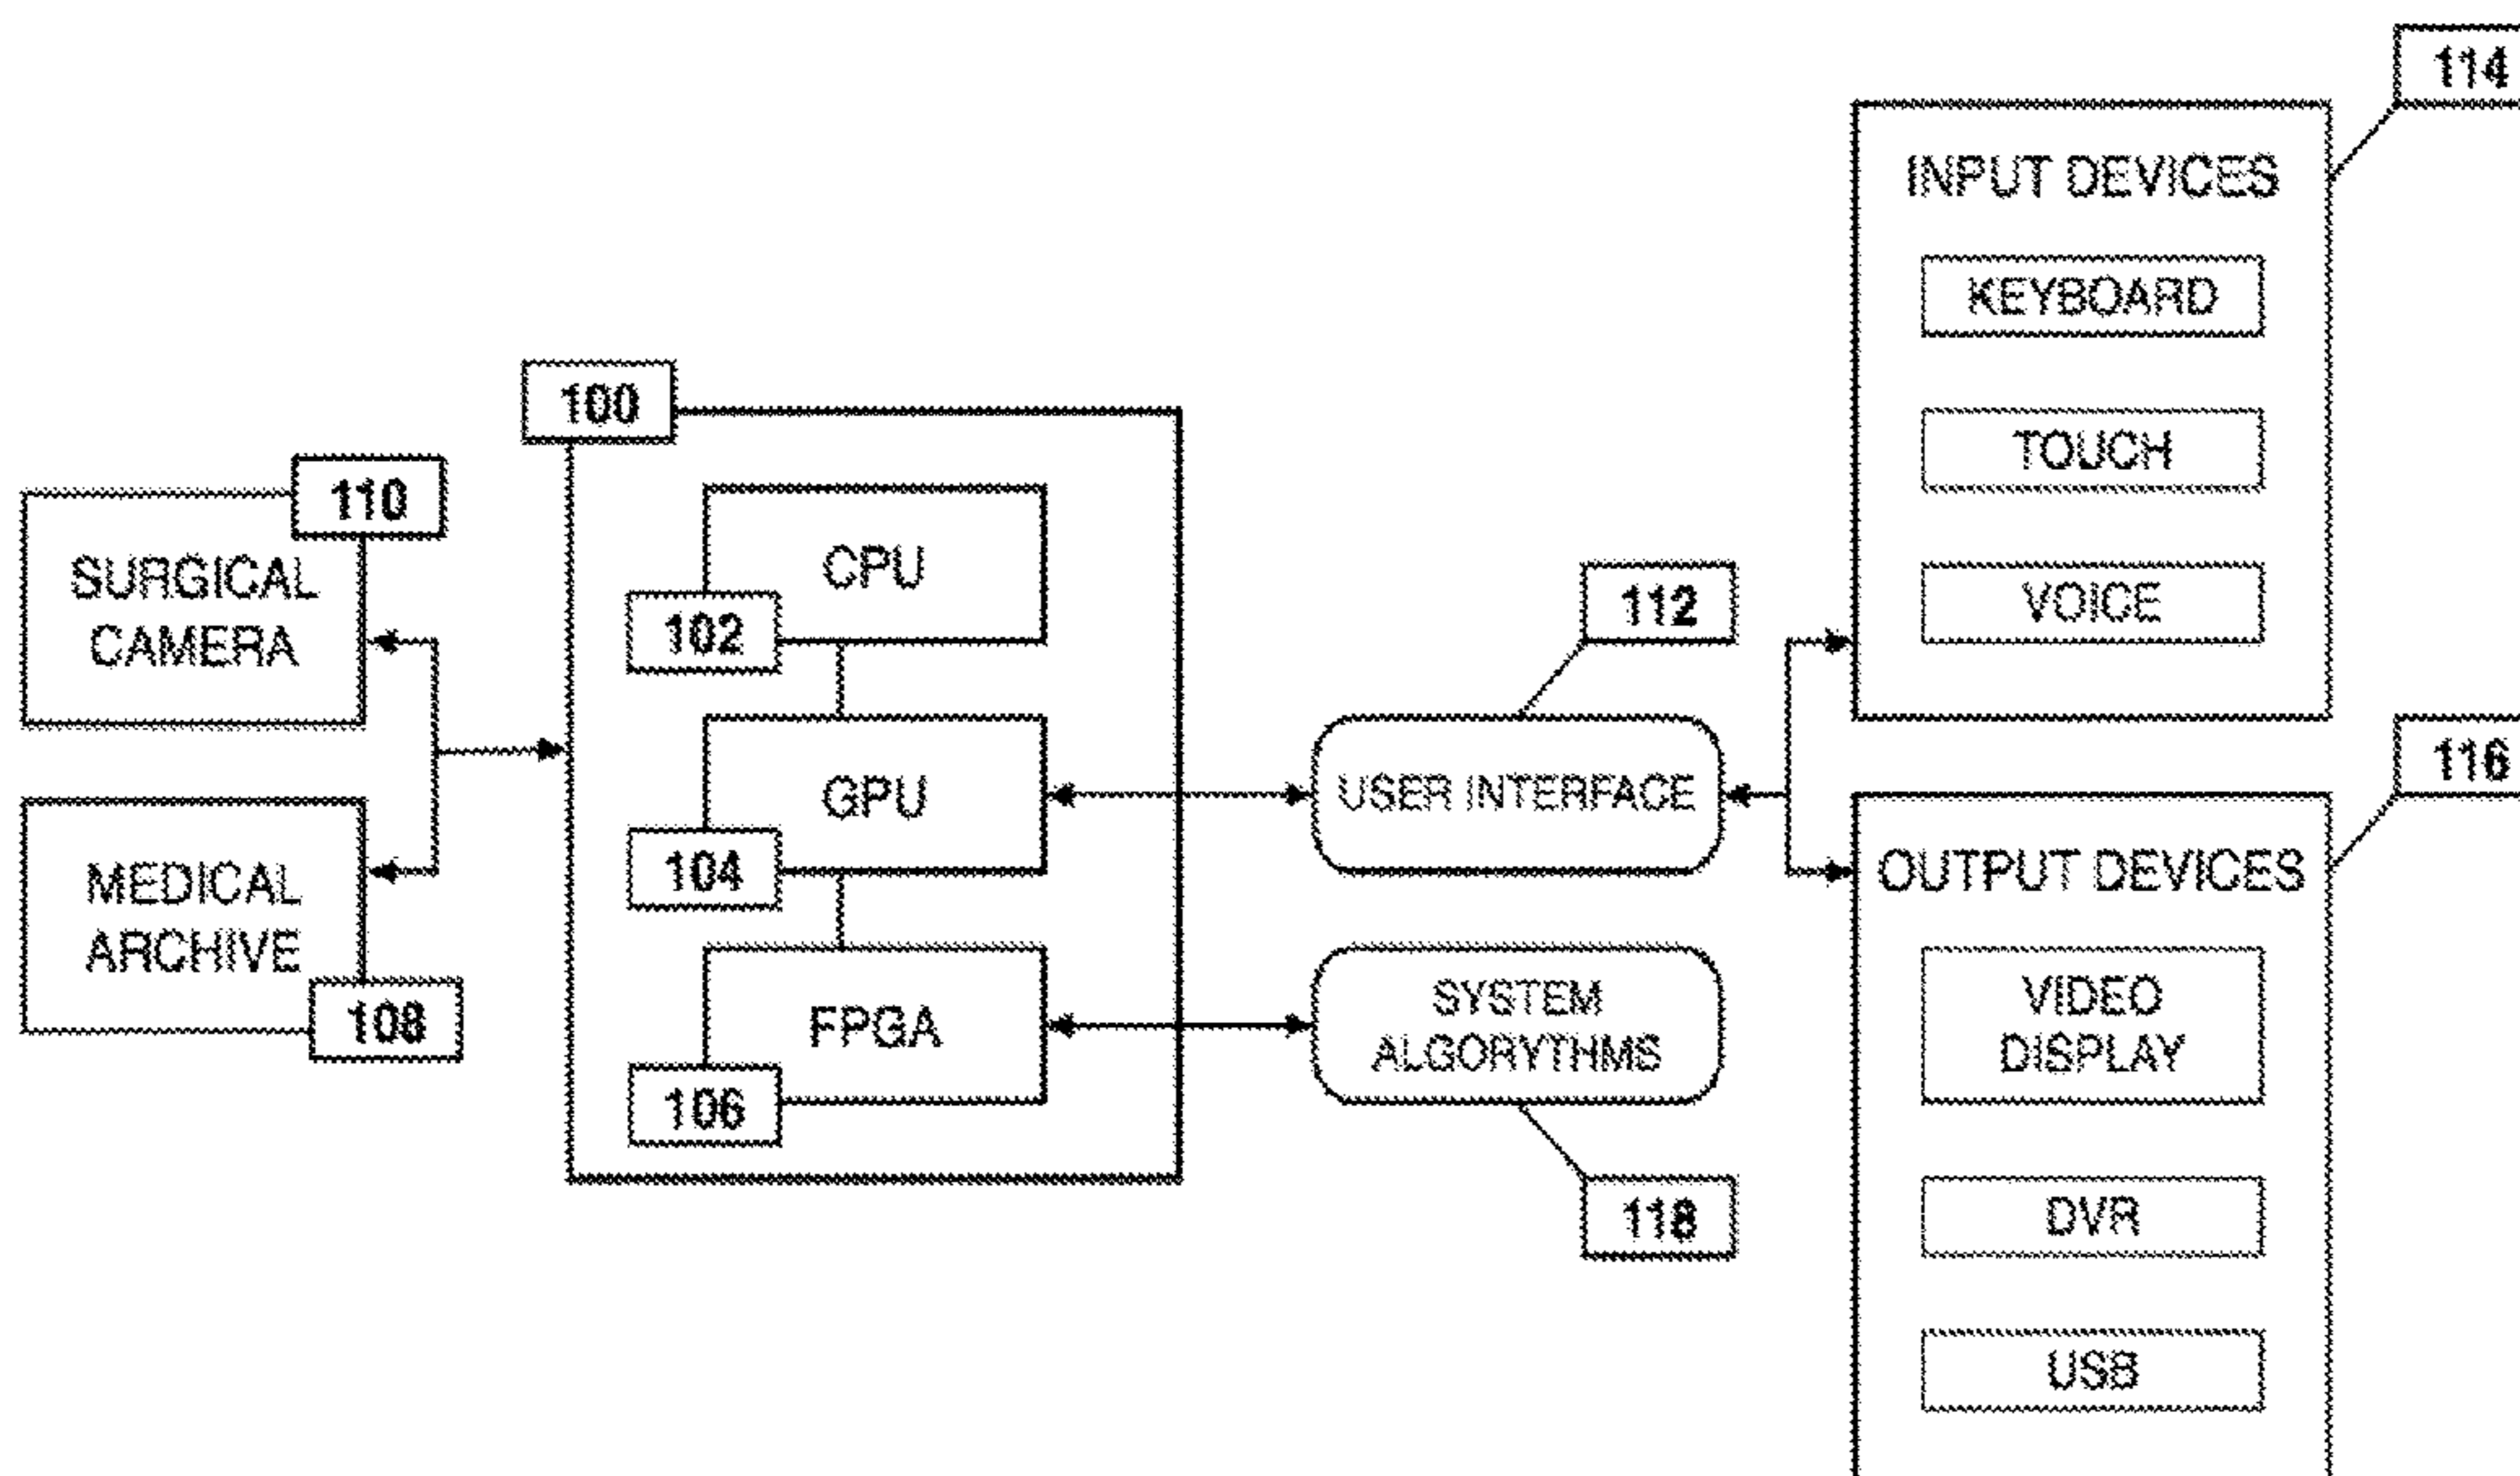 114
INPUT DEVICES
KEYBOARD
TOUCH
VOICE
100
110
SURGICAL
CAMERA
CPU
102
112
116
GPU
USER INTERFACE
104
MEDICAL
ARCHIVE
108
OUTPUT DEVICES
FPGA
106
SYSTEM
ALGORYTHMS
118
VIDEO
DISPLAY
DVR
USB